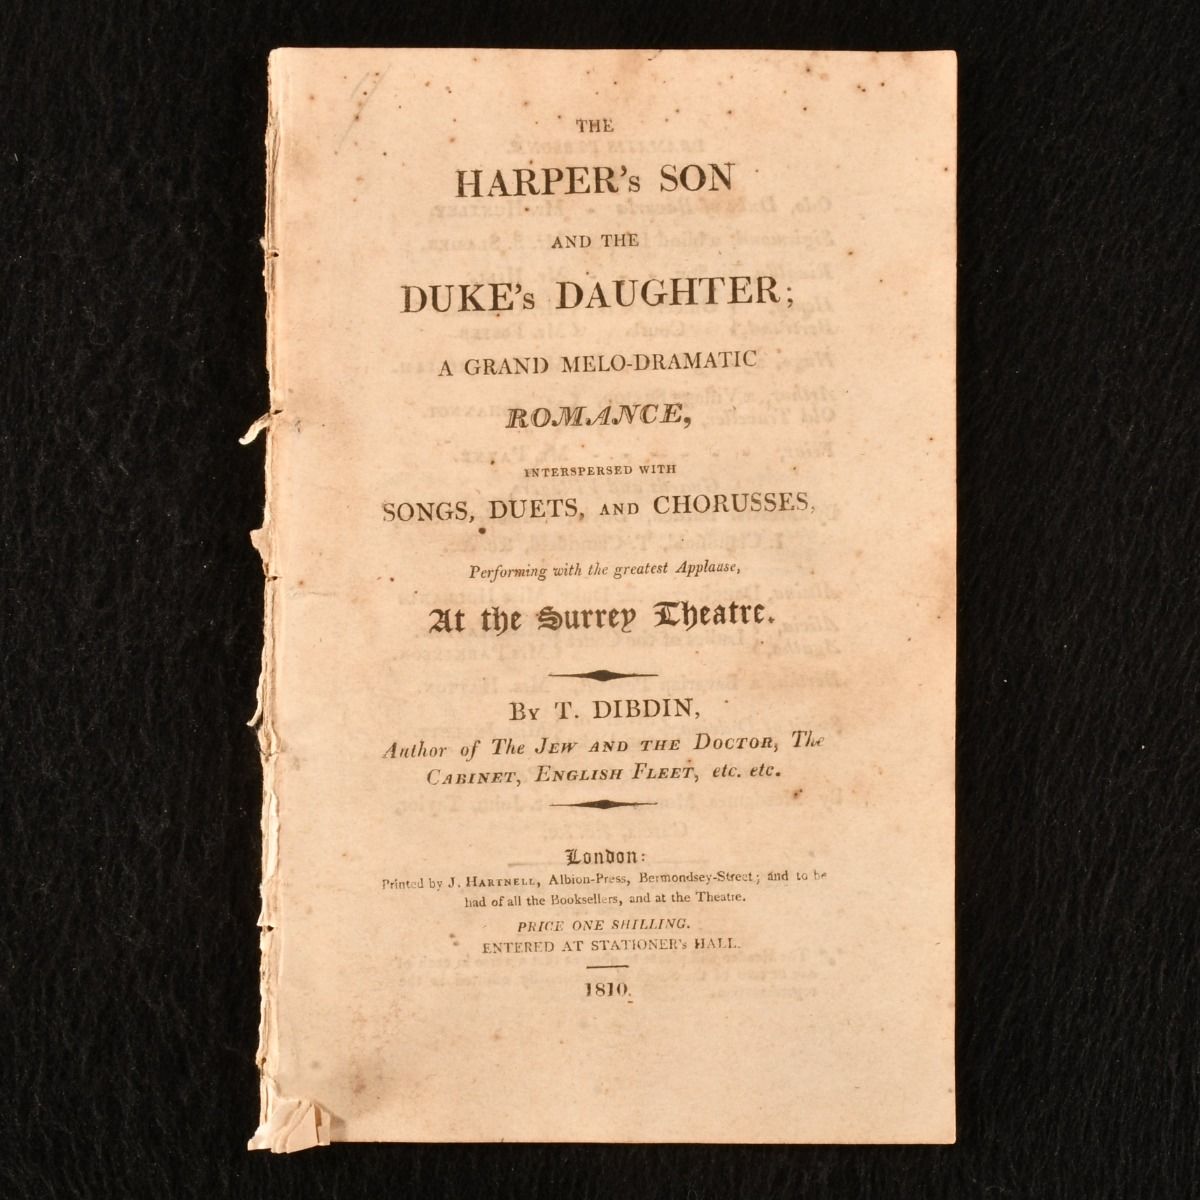 THE
HARPER's SON
AND THE
DUKE's DAUGHTER;
A GRAND MELO-DRAMATIC
ROMANCE,
INTERSPERSED WITH
SONGS, DUETS, AND CHORUSSES,
Performing with the greatest Applause,
At the Surrey Theatre.
By T. DIBDIN,
Author of The JEW AND THE DOCTOR, The
CABINET, ENGLISH FLEET, etc. etc.
London:
Printed by J. HARTNELL, Albion-Press, Bermondsey-Street; and to be
had of all the Booksellers, and at the Theatre.
PRICE ONE SHILLING.
ENTERED AT STATIONER's HALL.
1810.